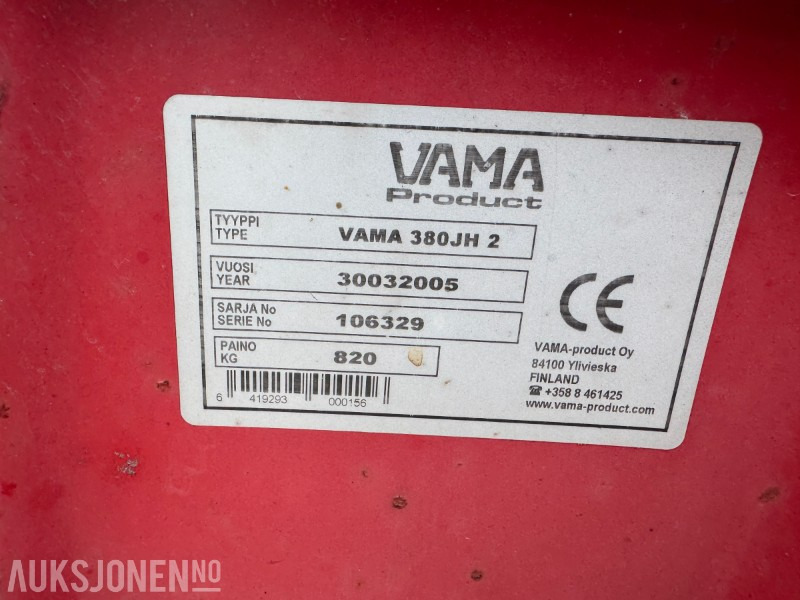 VAMA
Product
TYYPPI
TYPE VAMA 380JH 2
VUOSI
YEAR 30032005
SARJA No
SERIE No 106329
PAINO
KG 820
6 419293 000156
CE
VAMA-product Oy
84100 Ylivieska
FINLAND
☎ +358 8 461425
www.vama-product.com
AUKSJONEN.NO